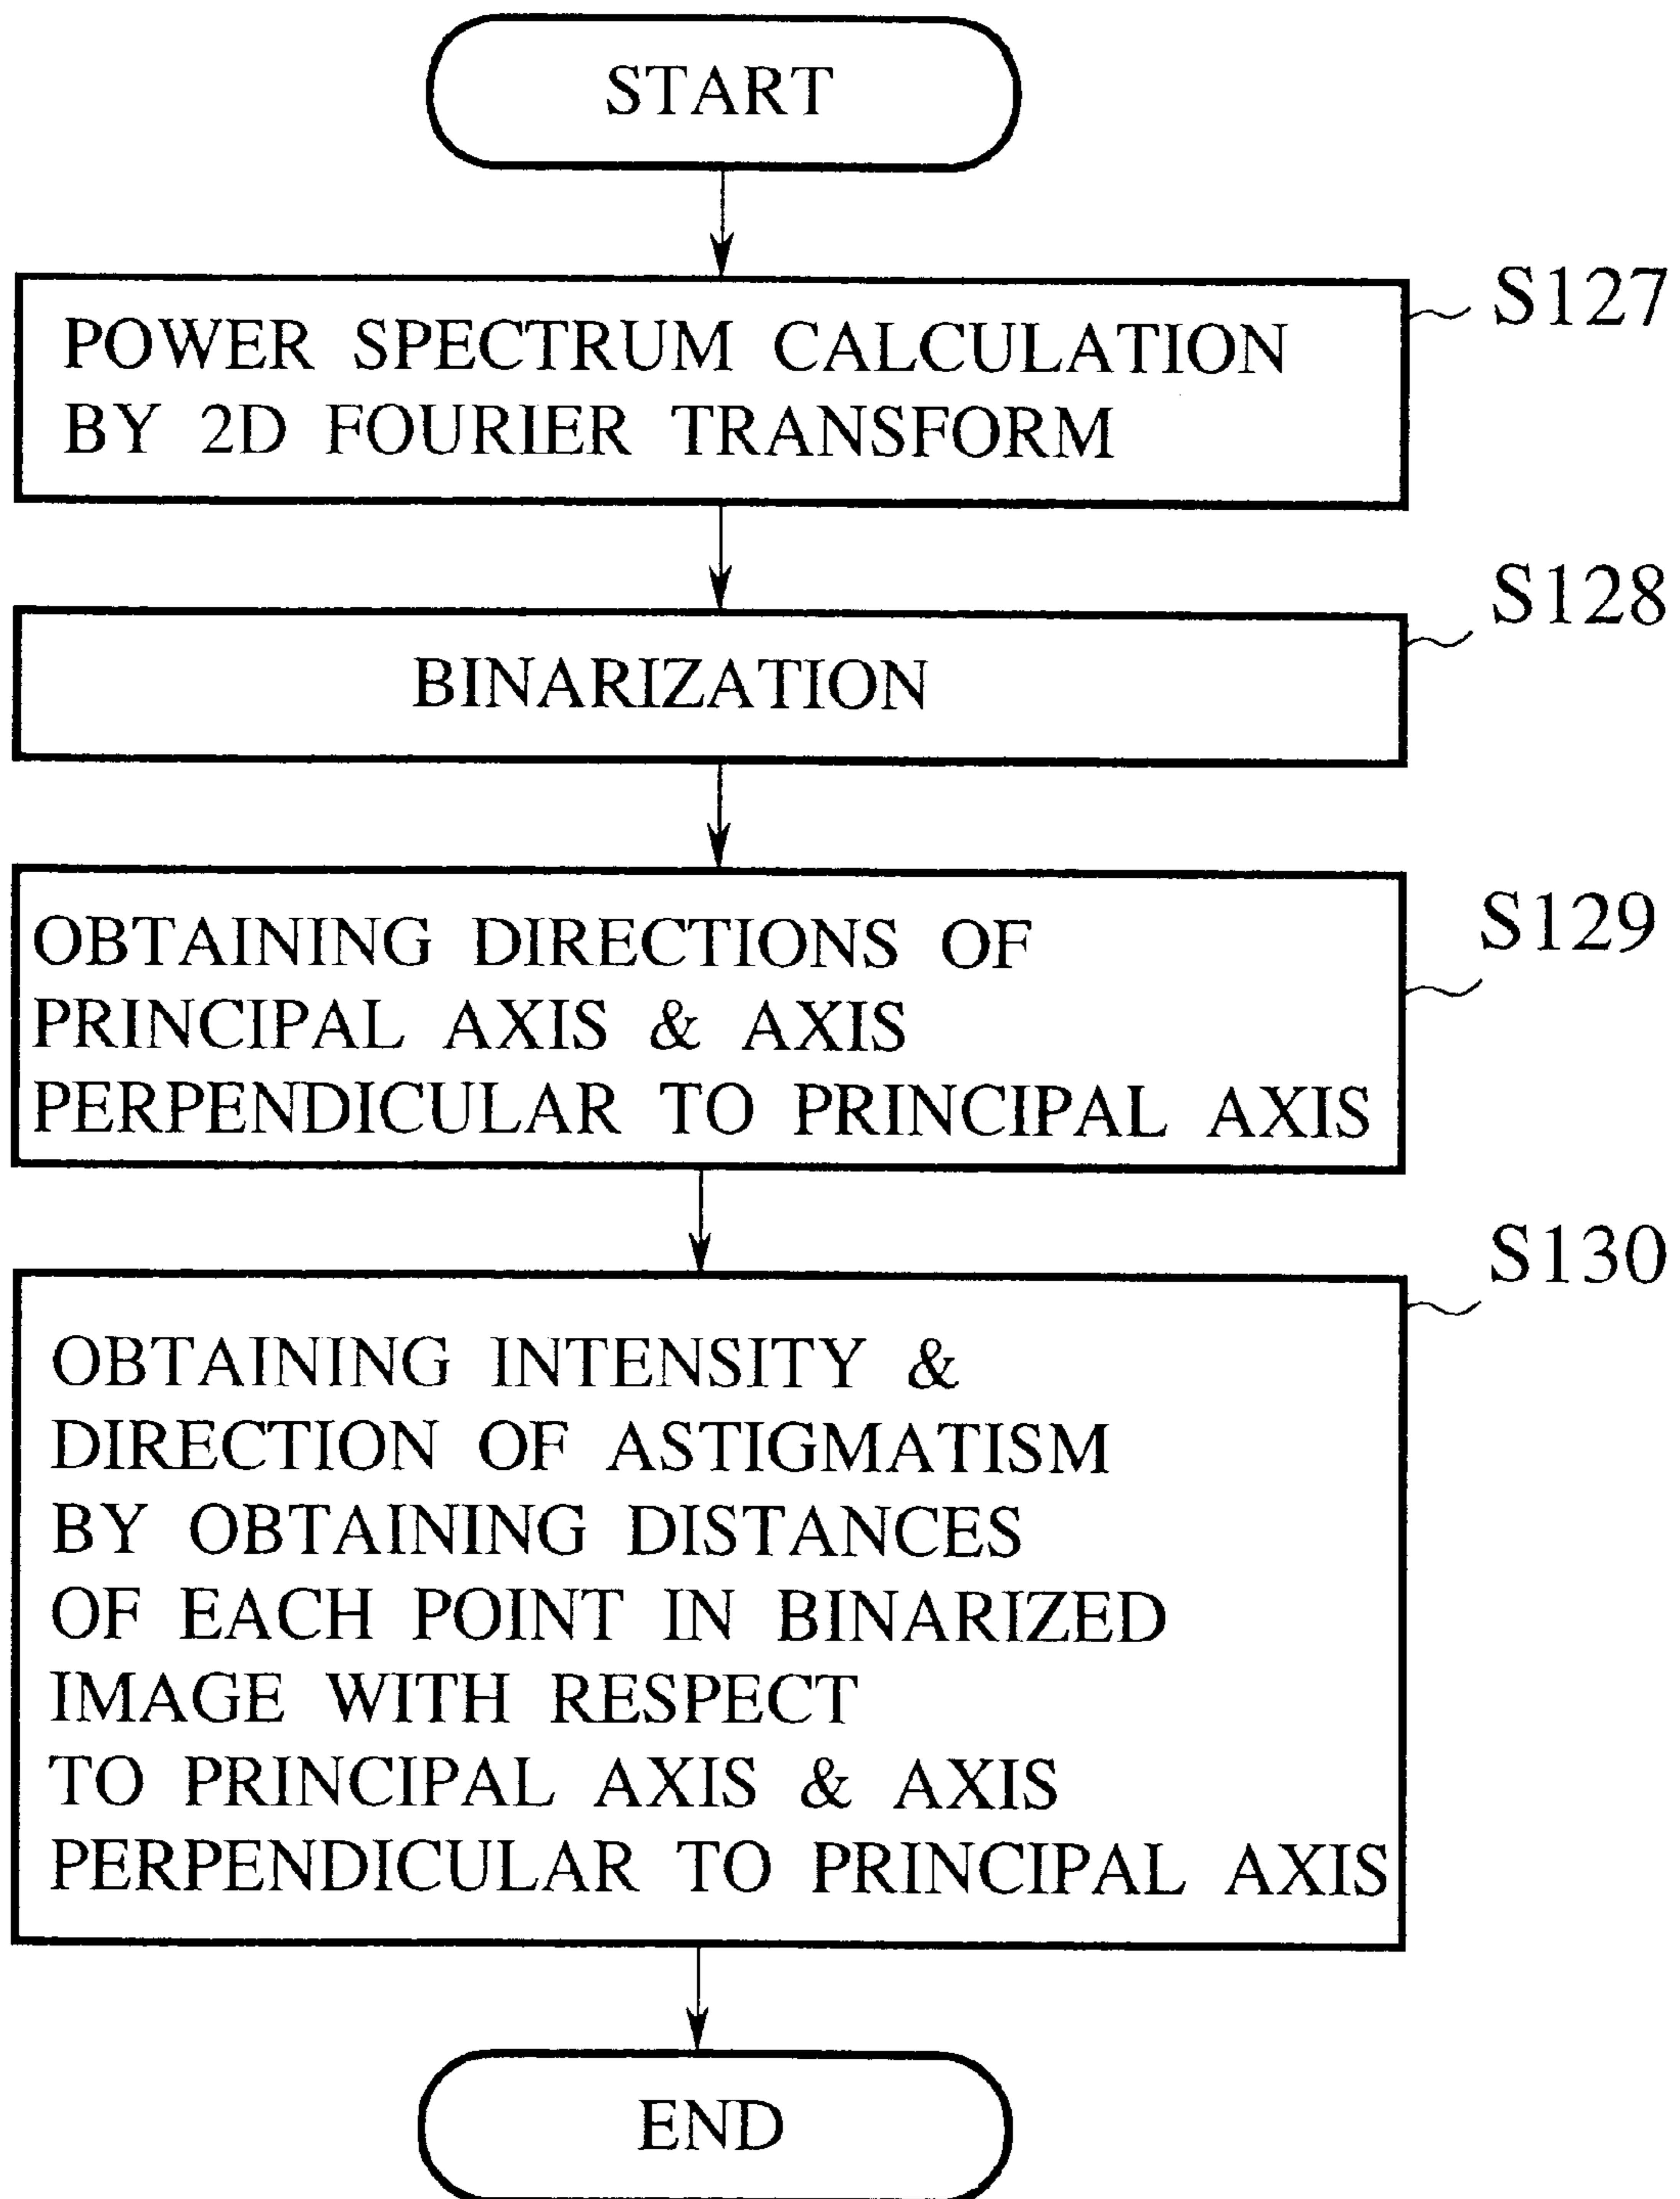 START
S127
POWER SPECTRUM CALCULATION
BY 2D FOURIER TRANSFORM
S128
BINARIZATION
S129
OBTAINING DIRECTIONS OF
PRINCIPAL AXIS & AXIS
PERPENDICULAR TO PRINCIPAL AXIS
S130
OBTAINING INTENSITY &
DIRECTION OF ASTIGMATISM
BY OBTAINING DISTANCES
OF EACH POINT IN BINARIZED
IMAGE WITH RESPECT
TO PRINCIPAL AXIS & AXIS
PERPENDICULAR TO PRINCIPAL AXIS
END